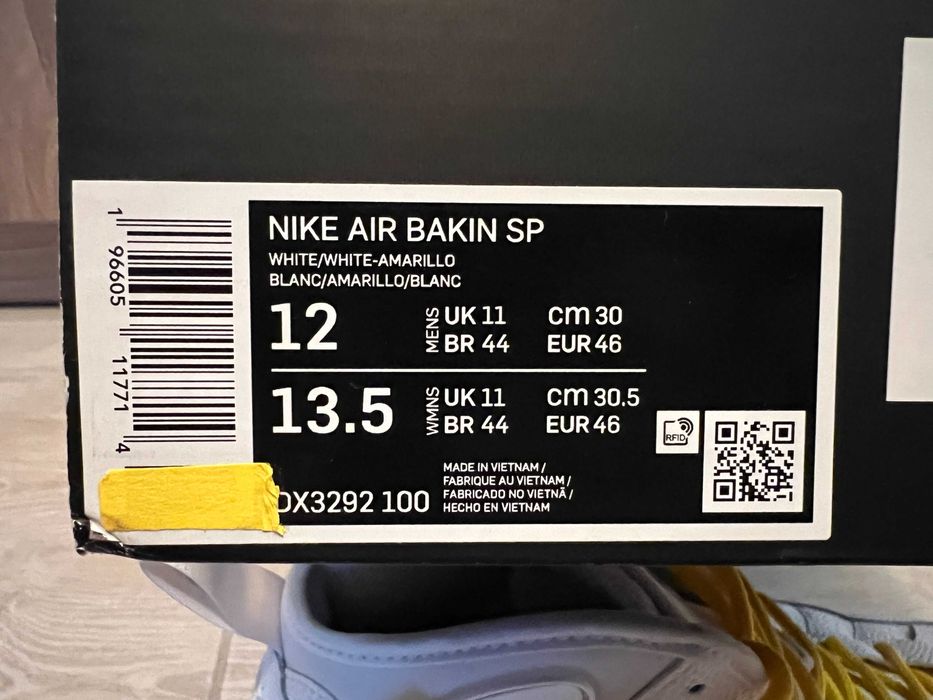 NIKE AIR BAKIN SP
WHITE/WHITE-AMARILLO
BLANC/AMARILLO/BLANC
12 MENS UK 11 CM 30
BR 44 EUR 46
13.5 WMNS UK 11 CM 30.5
BR 44 EUR 46
RFID
MADE IN VIETNAM /
FABRIQUE AU VIETNAM /
FABRICADO NO VIETNÃ /
HECHO EN VIETNAM
DX3292 100
1 96605 11771 4